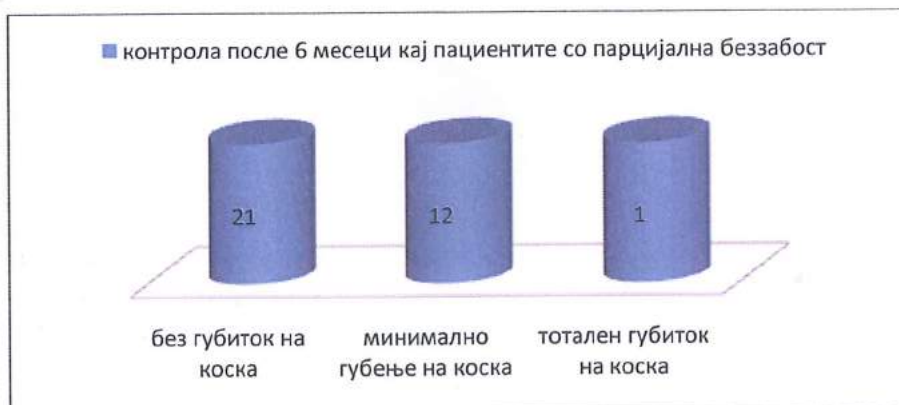 контрола после 6 месеци кај пациентите со парцијална беззабост
21
12
1
без губиток на
коска
минимално
губење на коска
тотален губиток
на коска